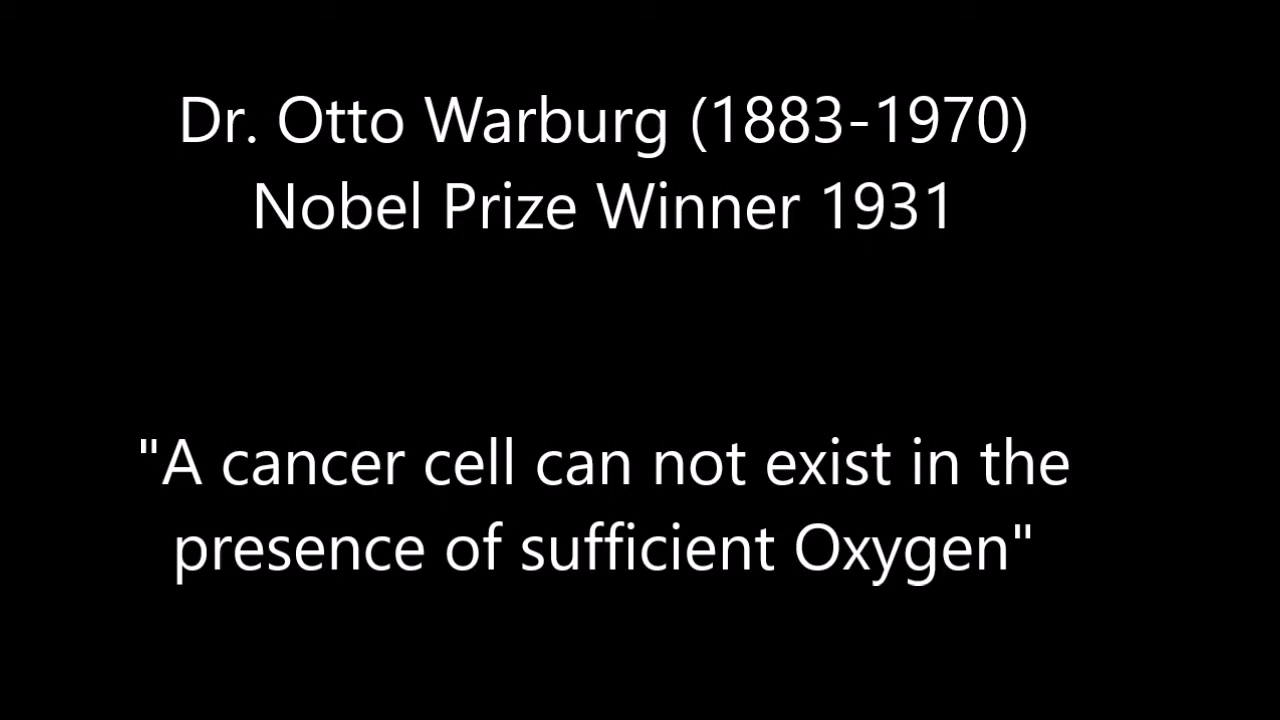 Dr. Otto Warburg (1883-1970)
Nobel Prize Winner 1931
"A cancer cell can not exist in the
presence of sufficient Oxygen"